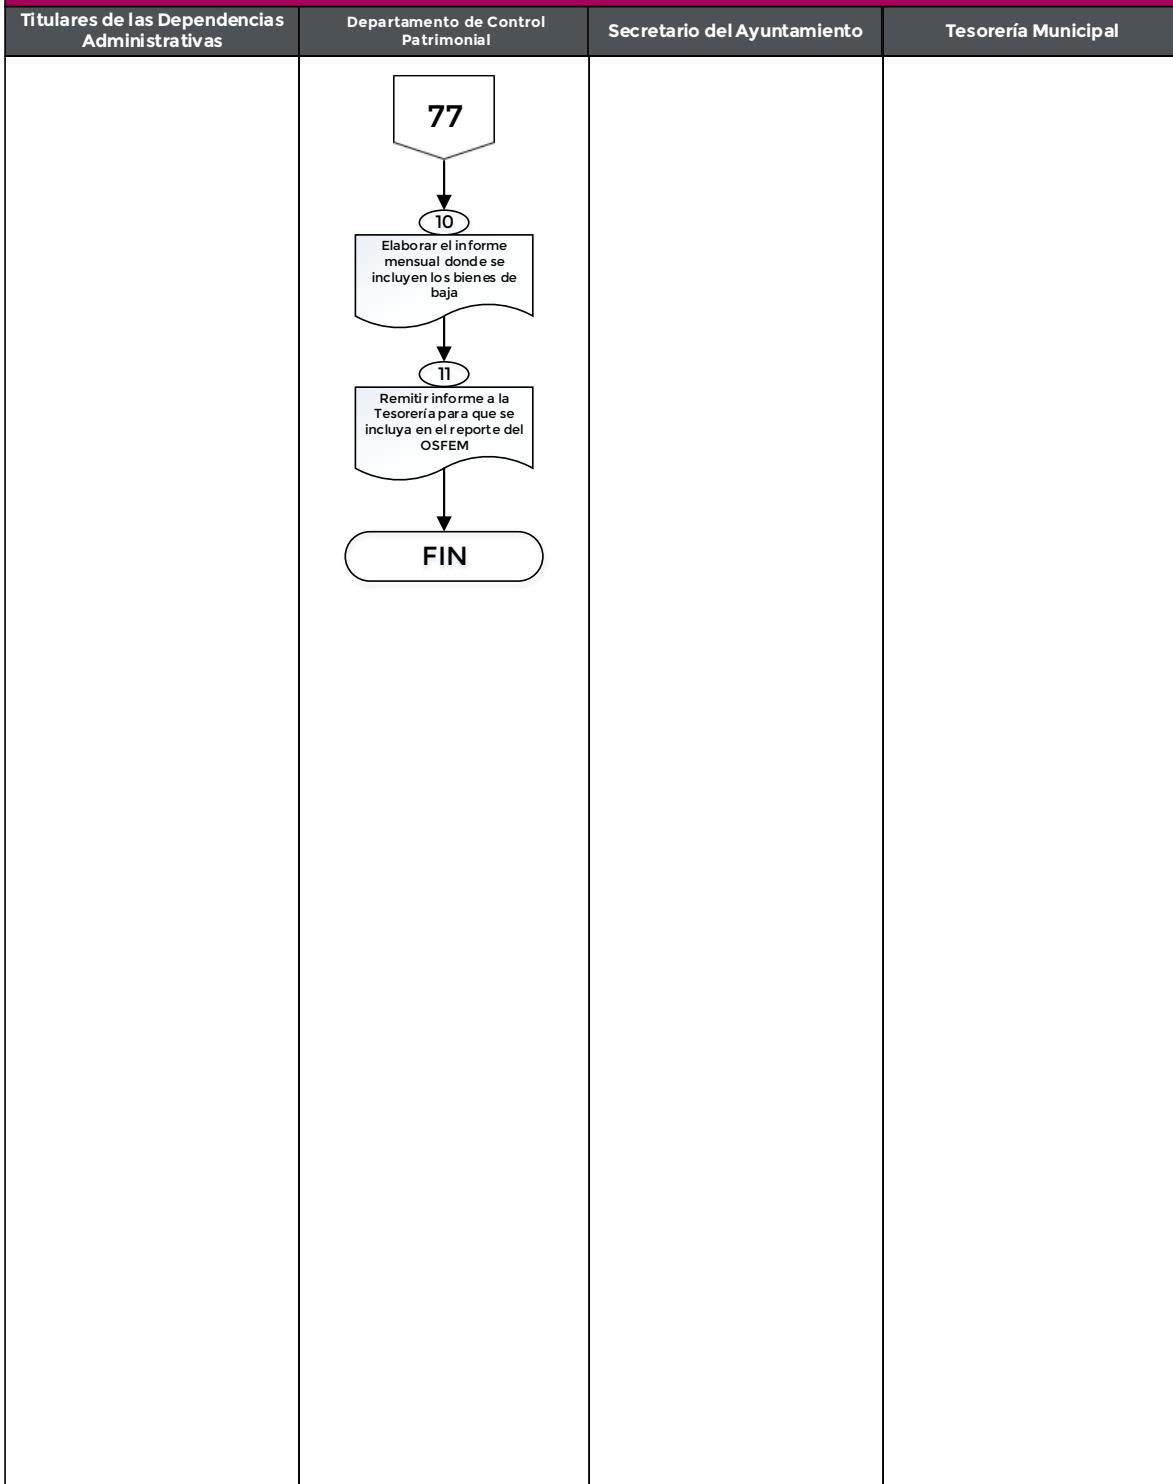 Titulares de las Dependencias
Administrativas
Departamento de Control
Patrimonial
Secretario del Ayuntamiento
Tesorería Municipal
77
10
Elaborar el informe
mensual donde se
incluyen los bienes de
baja
11
Remitir informe a la
Tesorería para que se
incluya en el reporte del
OSFEM
FIN